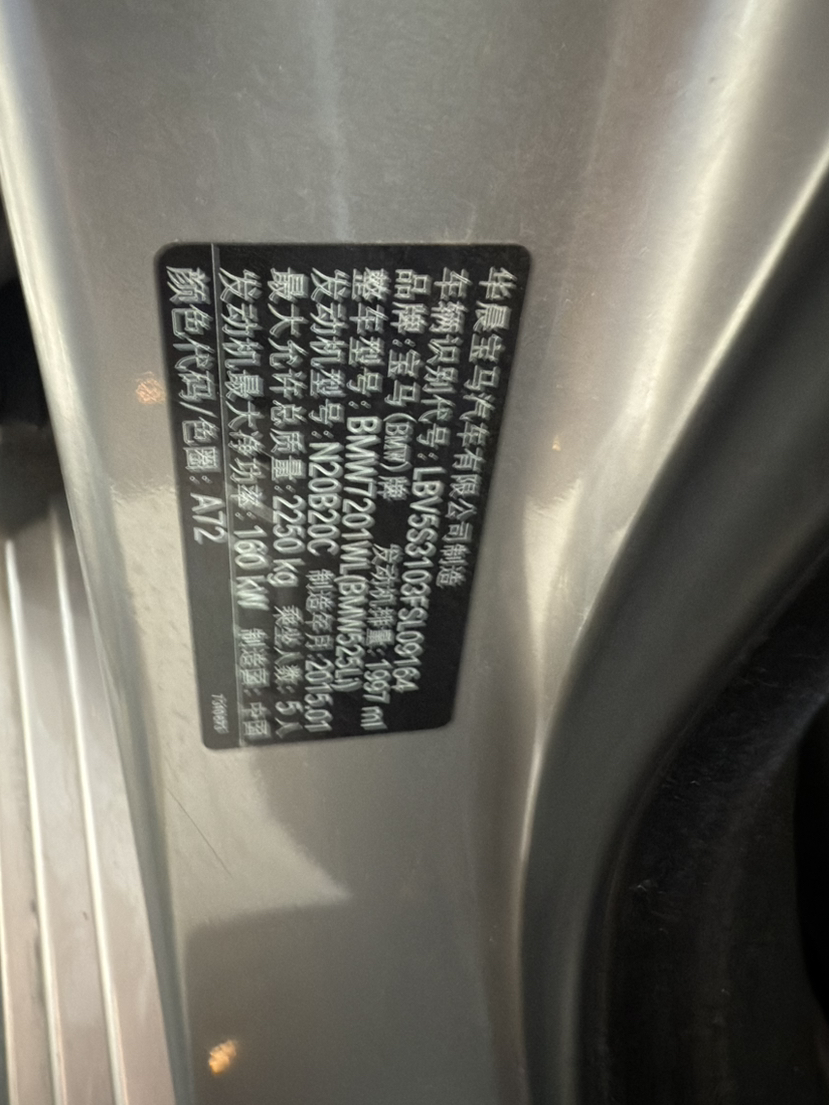 华晨宝马汽车有限公司制造
车辆识别代号:LBV5S3103FSL09164
品牌:宝马(BMW)牌 发动机排量:1997 ml
整车型号:BMW7201WL(BMW525Li)
发动机型号:N20B20C 制造年月:2015.01
最大允许总质量:2250 kg 乘坐人数:5人
发动机最大净功率:160 kW 制造国:中国
颜色代码/色圈:A72